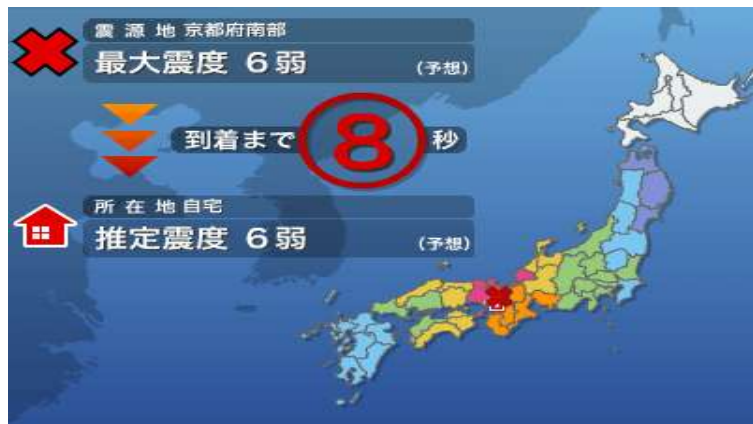 震源地 京都府南部
最大震度 6弱 (予想)
到着まで 8 秒
所在地 自宅
推定震度 6弱 (予想)